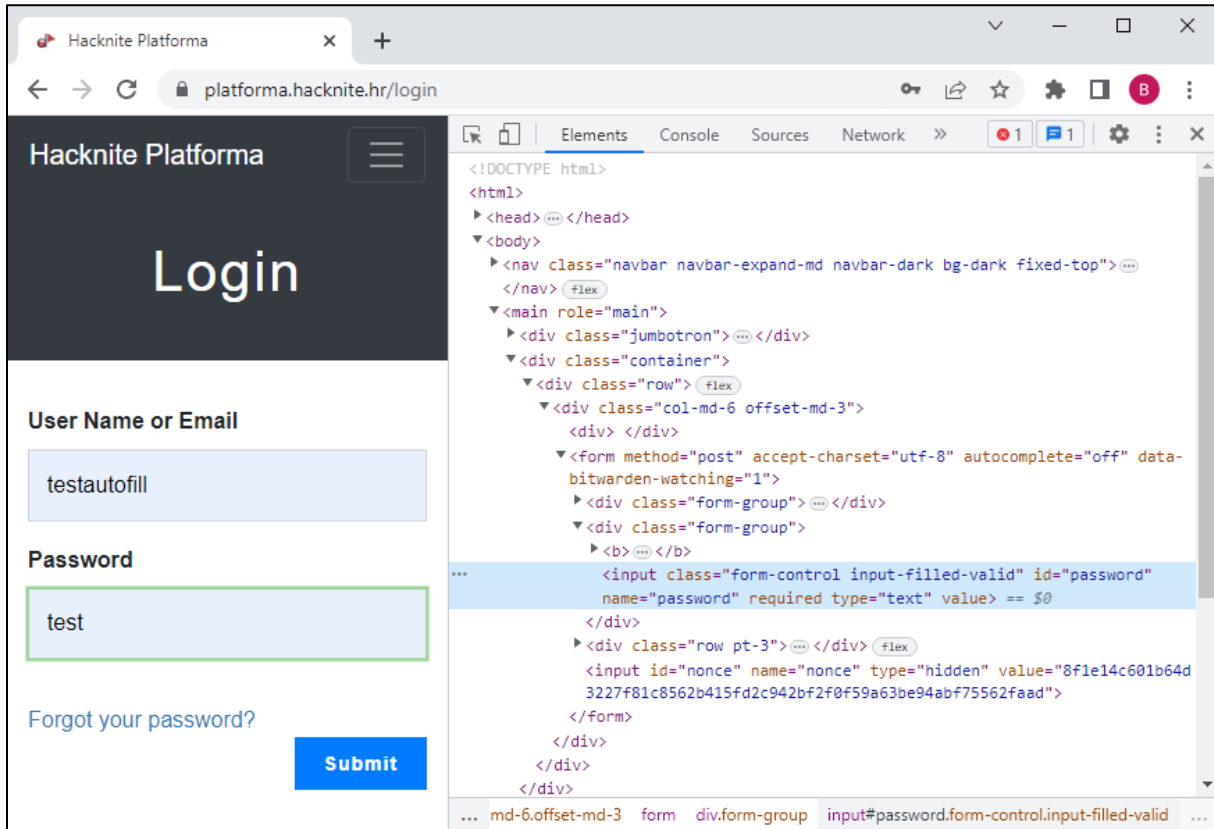 Hacknite Platforma
platforma.hacknite.hr/login
B
Hacknite Platforma
Login
User Name or Email
testautofill
Password
test
Forgot your password?
Submit
Elements Console Sources Network » 1 1
<!DOCTYPE html>
<html>
<head>…</head>
<body>
<nav class="navbar navbar-expand-md navbar-dark bg-dark fixed-top">…
</nav> flex
<main role="main">
<div class="jumbotron">…</div>
<div class="container">
<div class="row"> flex
<div class="col-md-6 offset-md-3">
<div> </div>
<form method="post" accept-charset="utf-8" autocomplete="off" data-
bitwarden-watching="1">
<div class="form-group">…</div>
<div class="form-group">
<b>…</b>
… <input class="form-control input-filled-valid" id="password"
name="password" required type="text" value> == $0
</div>
<div class="row pt-3">…</div> flex
<input id="nonce" name="nonce" type="hidden" value="8f1e14c601b64d
3227f81c8562b415fd2c942bf2f0f59a63be94abf75562faad">
</form>
</div>
</div>
</div>
… md-6.offset-md-3 form div.form-group input#password.form-control.input-filled-valid …